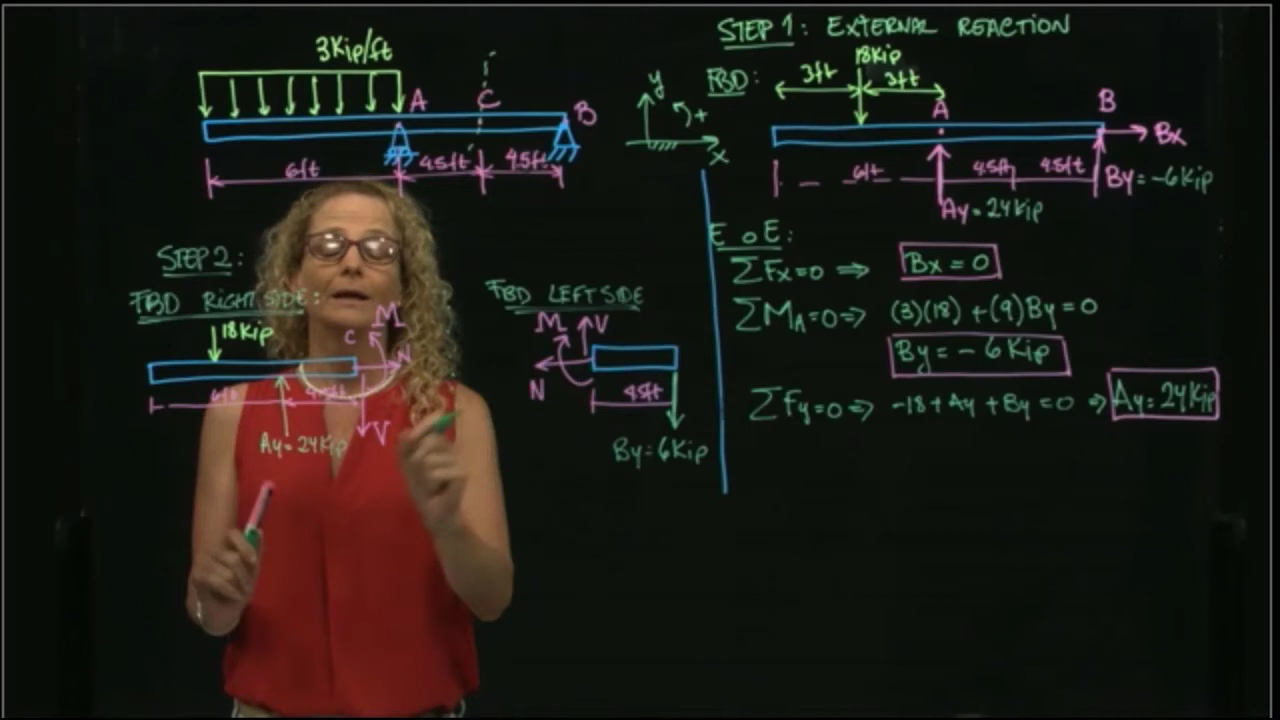 STEP 1: EXTERNAL REACTION
3Kip/ft
A
C
B
6ft
4.5ft
4.5ft
y
+
x
FBD:
3ft
18Kip
3ft
A
B
Bx
6ft
4.5ft
4.5ft
By=-6Kip
Ay=24Kip
E o E:
ΣFx=0 ⇒ Bx=0
ΣMA=0 ⇒ (3)(18)+(9)By=0
By=-6Kip
ΣFy=0 ⇒ -18+Ay+By=0 ⇒ Ay=24Kip
STEP 2:
FBD RIGHT SIDE:
18Kip
C
M
N
6ft
4.5ft
V
Ay=24Kip
FBD LEFT SIDE
M
V
N
4.5ft
By=6Kip